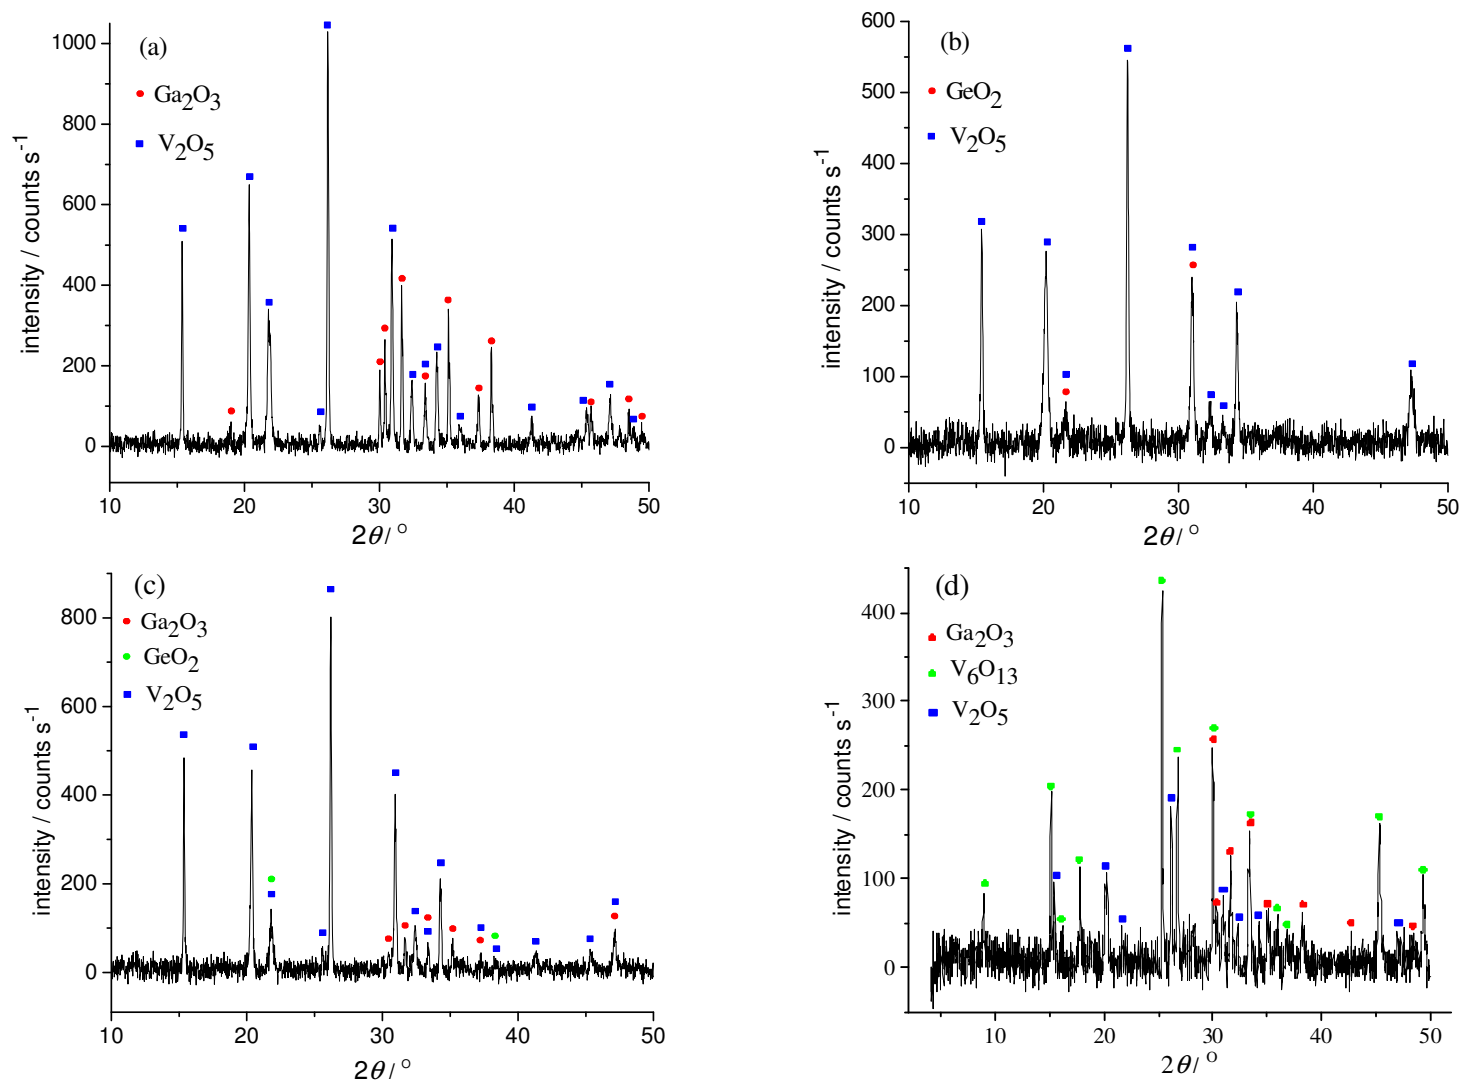 (a)
Ga2O3
V2O5
intensity / counts s-1
1000
800
600
400
200
0
10 20 30 40 50
2θ / °
(b)
GeO2
V2O5
intensity / counts s-1
600
500
400
300
200
100
0
10 20 30 40 50
2θ / °
(c)
Ga2O3
GeO2
V2O5
intensity / counts s-1
800
600
400
200
0
10 20 30 40 50
2θ / °
(d)
Ga2O3
V6O13
V2O5
intensity / counts s-1
400
300
200
100
0
10 20 30 40 50
2θ / °